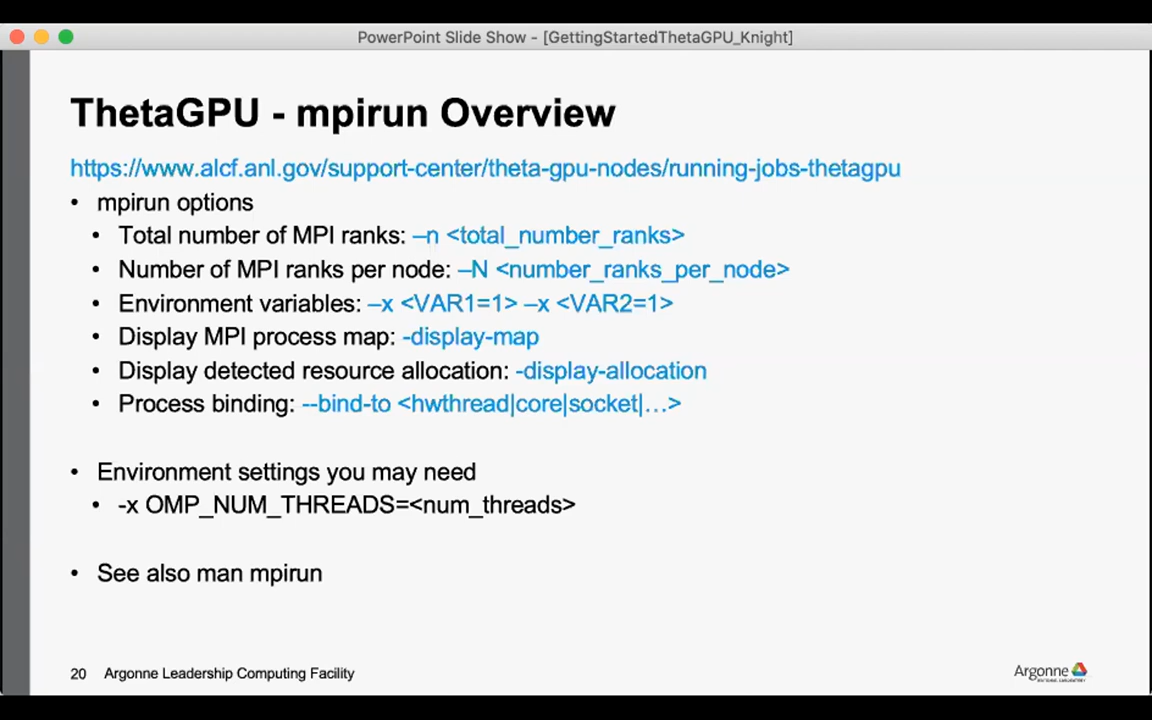 PowerPoint Slide Show - [GettingStartedThetaGPU_Knight]
ThetaGPU - mpirun Overview
https://www.alcf.anl.gov/support-center/theta-gpu-nodes/running-jobs-thetagpu
• mpirun options
• Total number of MPI ranks: –n <total_number_ranks>
• Number of MPI ranks per node: –N <number_ranks_per_node>
• Environment variables: –x <VAR1=1> –x <VAR2=1>
• Display MPI process map: -display-map
• Display detected resource allocation: -display-allocation
• Process binding: --bind-to <hwthread|core|socket|…>
• Environment settings you may need
• -x OMP_NUM_THREADS=<num_threads>
• See also man mpirun
20 Argonne Leadership Computing Facility
Argonne